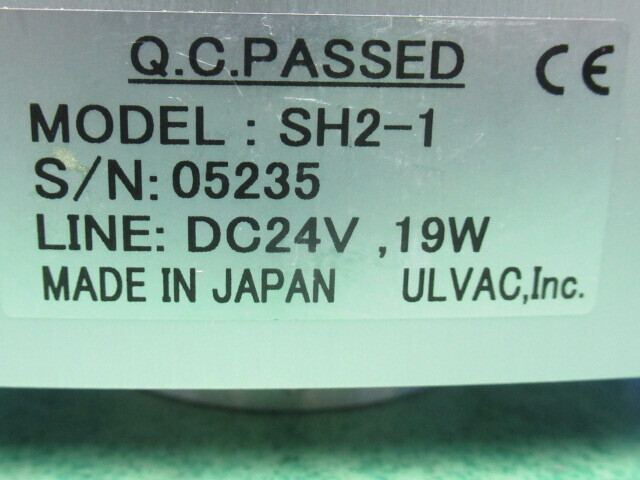 Q.C.PASSED CE
MODEL : SH2-1
S/N: 05235
LINE: DC24V ,19W
MADE IN JAPAN ULVAC,Inc.